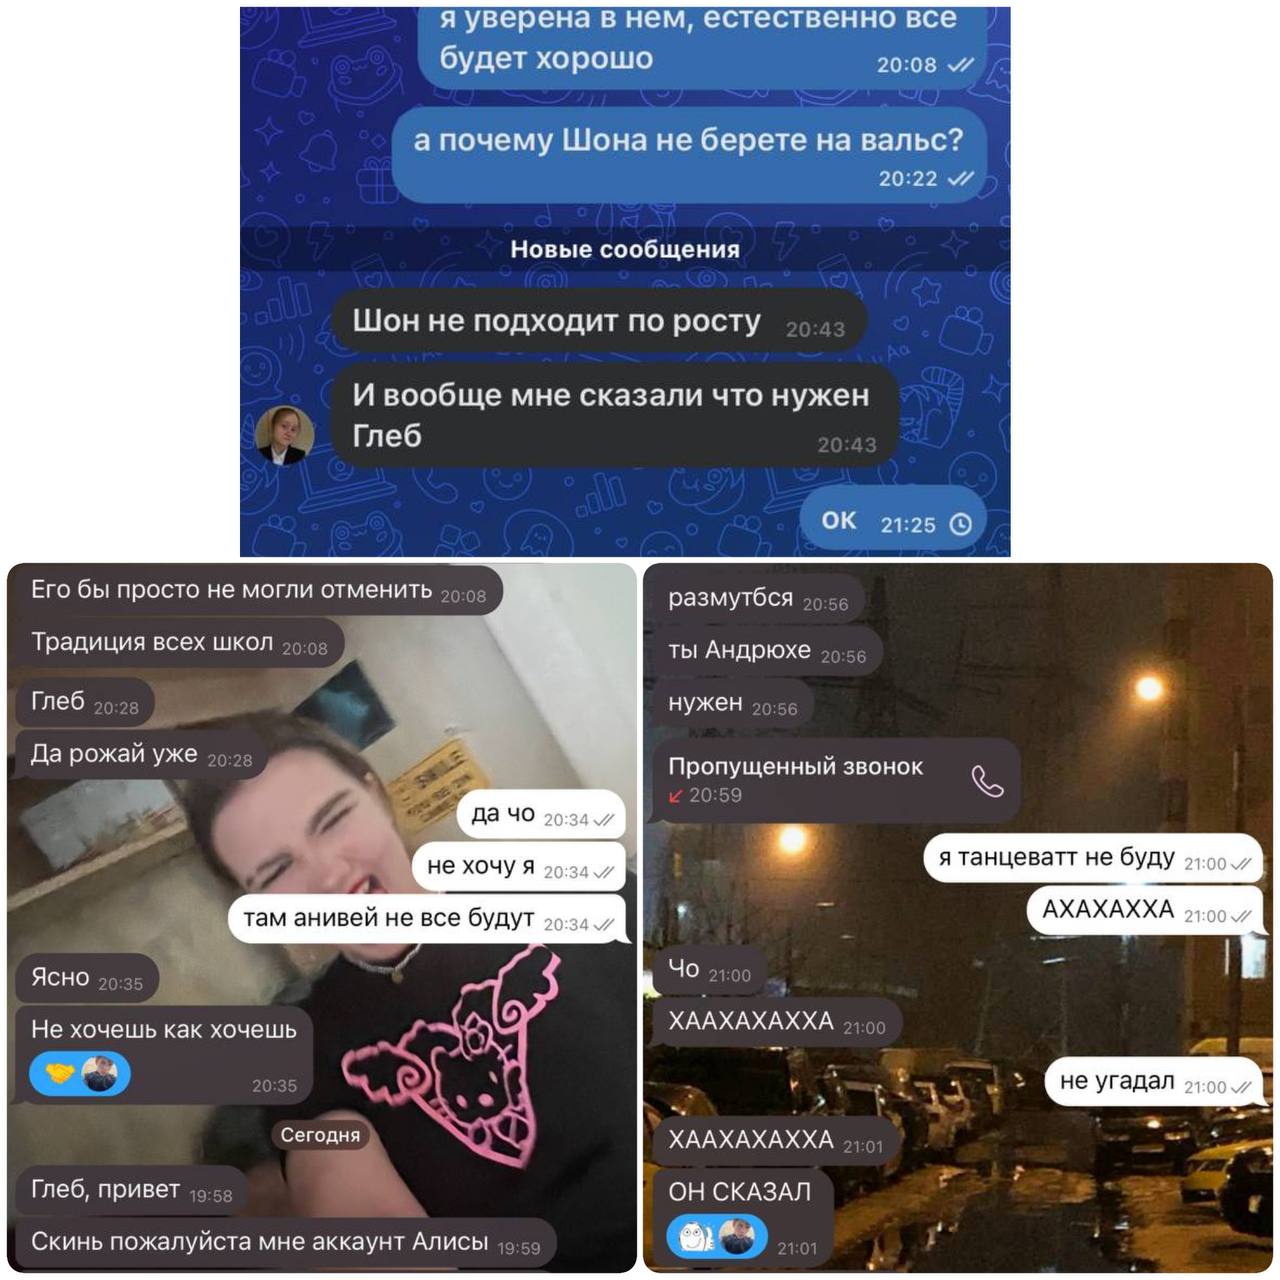 я уверена в нем, естественно все
будет хорошо 20:08
а почему Шона не берете на вальс?
20:22
Новые сообщения
Шон не подходит по росту 20:43
И вообще мне сказали что нужен
Глеб 20:43
ок 21:25
Его бы просто не могли отменить 20:08
Традиция всех школ 20:08
Глеб 20:28
Да рожай уже 20:28
да чо 20:34
не хочу я 20:34
там анивей не все будут 20:34
Ясно 20:35
Не хочешь как хочешь
20:35
Сегодня
Глеб, привет 19:58
Скинь пожалуйста мне аккаунт Алисы 19:59
размутбся 20:56
ты Андрюхе 20:56
нужен 20:56
Пропущенный звонок
20:59
я танцеватт не буду 21:00
АХАХАХХА 21:00
Чо 21:00
ХААХАХАХХА 21:00
не угадал 21:00
ХААХАХАХХА 21:01
ОН СКАЗАЛ
21:01